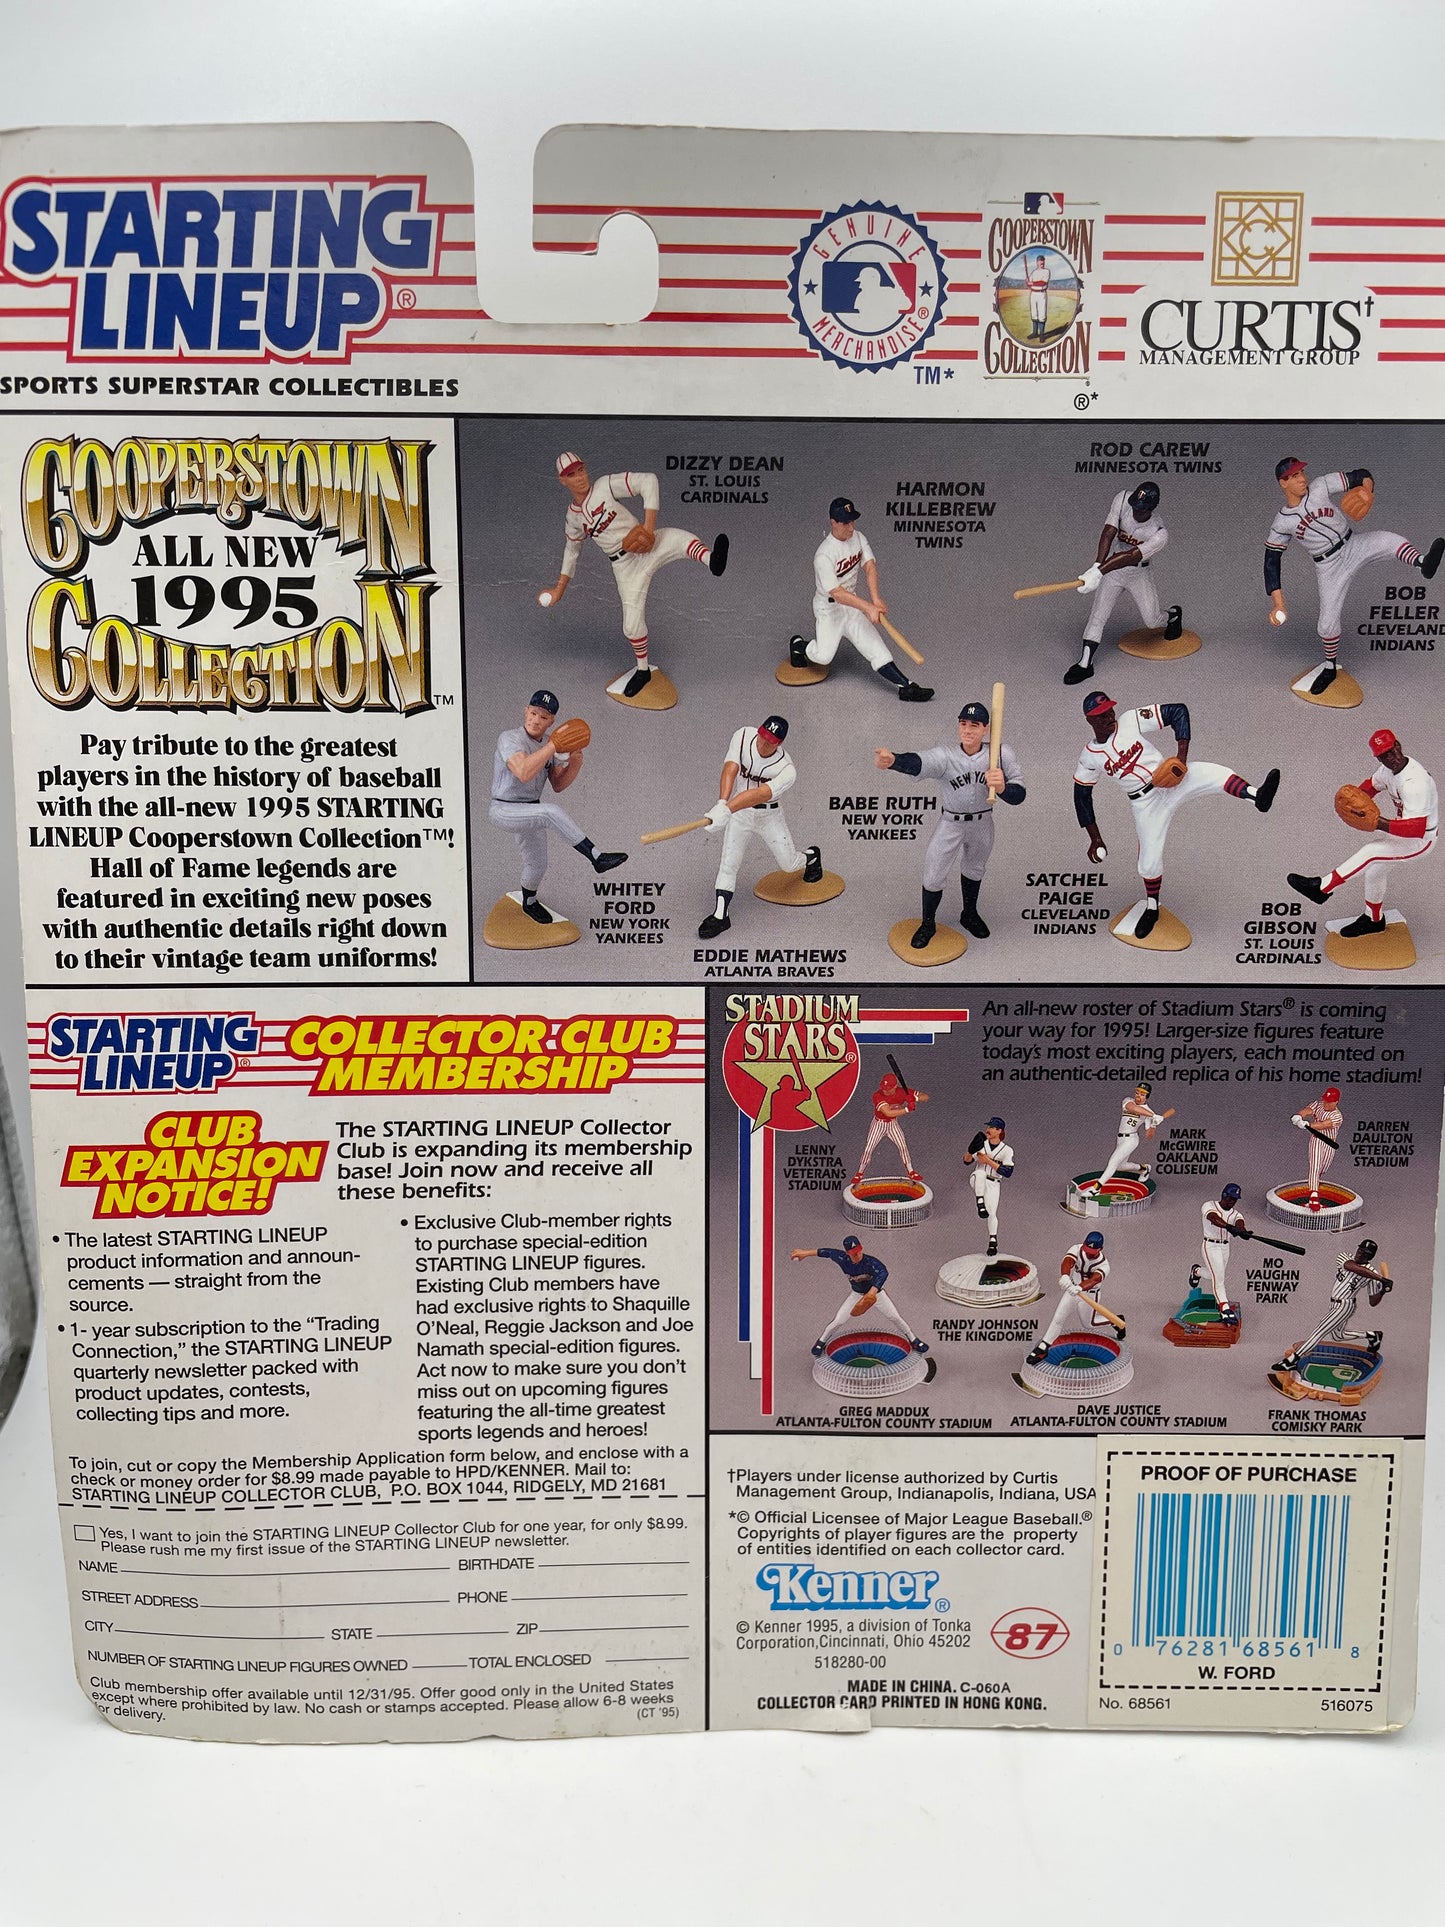 STARTING
LINEUP®
SPORTS SUPERSTAR COLLECTIBLES
GENUINE
MERCHANDISE ®
TM*
COOPERSTOWN
COLLECTION
®*
CURTIS†
MANAGEMENT GROUP
COOPERSTOWN
ALL NEW
1995
COLLECTION™
Pay tribute to the greatest
players in the history of baseball
with the all-new 1995 STARTING
LINEUP Cooperstown Collection™!
Hall of Fame legends are
featured in exciting new poses
with authentic details right down
to their vintage team uniforms!
DIZZY DEAN
ST. LOUIS
CARDINALS
HARMON
KILLEBREW
MINNESOTA
TWINS
ROD CAREW
MINNESOTA TWINS
BOB
FELLER
CLEVELAND
INDIANS
WHITEY
FORD
NEW YORK
YANKEES
EDDIE MATHEWS
ATLANTA BRAVES
BABE RUTH
NEW YORK
YANKEES
SATCHEL
PAIGE
CLEVELAND
INDIANS
BOB
GIBSON
ST. LOUIS
CARDINALS
STARTING
LINEUP®
COLLECTOR CLUB
MEMBERSHIP
CLUB
EXPANSION
NOTICE!
The STARTING LINEUP Collector
Club is expanding its membership
base! Join now and receive all
these benefits:
• The latest STARTING LINEUP
product information and announ-
cements — straight from the
source.
• 1- year subscription to the “Trading
Connection,” the STARTING LINEUP
quarterly newsletter packed with
product updates, contests,
collecting tips and more.
• Exclusive Club-member rights
to purchase special-edition
STARTING LINEUP figures.
Existing Club members have
had exclusive rights to Shaquille
O’Neal, Reggie Jackson and Joe
Namath special-edition figures.
Act now to make sure you don’t
miss out on upcoming figures
featuring the all-time greatest
sports legends and heroes!
To join, cut or copy the Membership Application form below, and enclose with a
check or money order for $8.99 made payable to HPD/KENNER. Mail to:
STARTING LINEUP COLLECTOR CLUB, P.O. BOX 1044, RIDGELY, MD 21681
Yes, I want to join the STARTING LINEUP Collector Club for one year, for only $8.99.
Please rush me my first issue of the STARTING LINEUP newsletter.
NAME BIRTHDATE
STREET ADDRESS PHONE
CITY STATE ZIP
NUMBER OF STARTING LINEUP FIGURES OWNED TOTAL ENCLOSED
Club membership offer available until 12/31/95. Offer good only in the United States
except where prohibited by law. No cash or stamps accepted. Please allow 6-8 weeks
for delivery. (CT '95)
STADIUM
STARS®
An all-new roster of Stadium Stars® is coming
your way for 1995! Larger-size figures feature
today's most exciting players, each mounted on
an authentic-detailed replica of his home stadium!
LENNY
DYKSTRA
VETERANS
STADIUM
MARK
McGWIRE
OAKLAND
COLISEUM
DARREN
DAULTON
VETERANS
STADIUM
RANDY JOHNSON
THE KINGDOME
MO
VAUGHN
FENWAY
PARK
GREG MADDUX
ATLANTA-FULTON COUNTY STADIUM
DAVE JUSTICE
ATLANTA-FULTON COUNTY STADIUM
FRANK THOMAS
COMISKY PARK
†Players under license authorized by Curtis
Management Group, Indianapolis, Indiana, USA
*© Official Licensee of Major League Baseball.®
Copyrights of player figures are the property
of entities identified on each collector card.
Kenner®
© Kenner 1995, a division of Tonka
Corporation, Cincinnati, Ohio 45202
518280-00
87
MADE IN CHINA. C-060A
COLLECTOR CARD PRINTED IN HONG KONG.
PROOF OF PURCHASE
0 76281 68561 8
W. FORD
No. 68561 516075